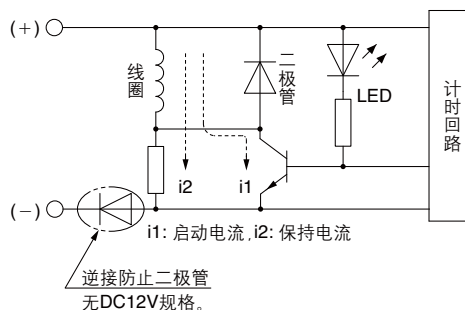 (+)
线圈
二极管
LED
计时回路
i2
i1
(−)
i1: 启动电流,i2: 保持电流
逆接防止二极管
无DC12V规格。